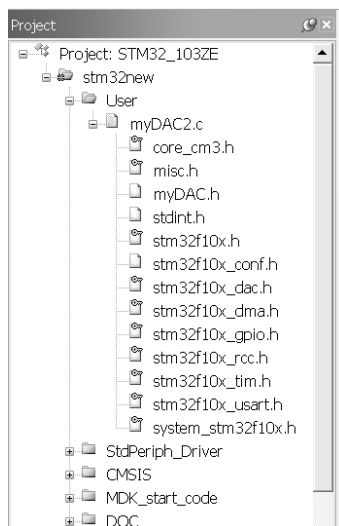 Project
Project: STM32_103ZE
stm32new
User
myDAC2.c
core_cm3.h
misc.h
myDAC.h
stdint.h
stm32f10x.h
stm32f10x_conf.h
stm32f10x_dac.h
stm32f10x_dma.h
stm32f10x_gpio.h
stm32f10x_rcc.h
stm32f10x_tim.h
stm32f10x_usart.h
system_stm32f10x.h
StdPeriph_Driver
CMSIS
MDK_start_code
DOC